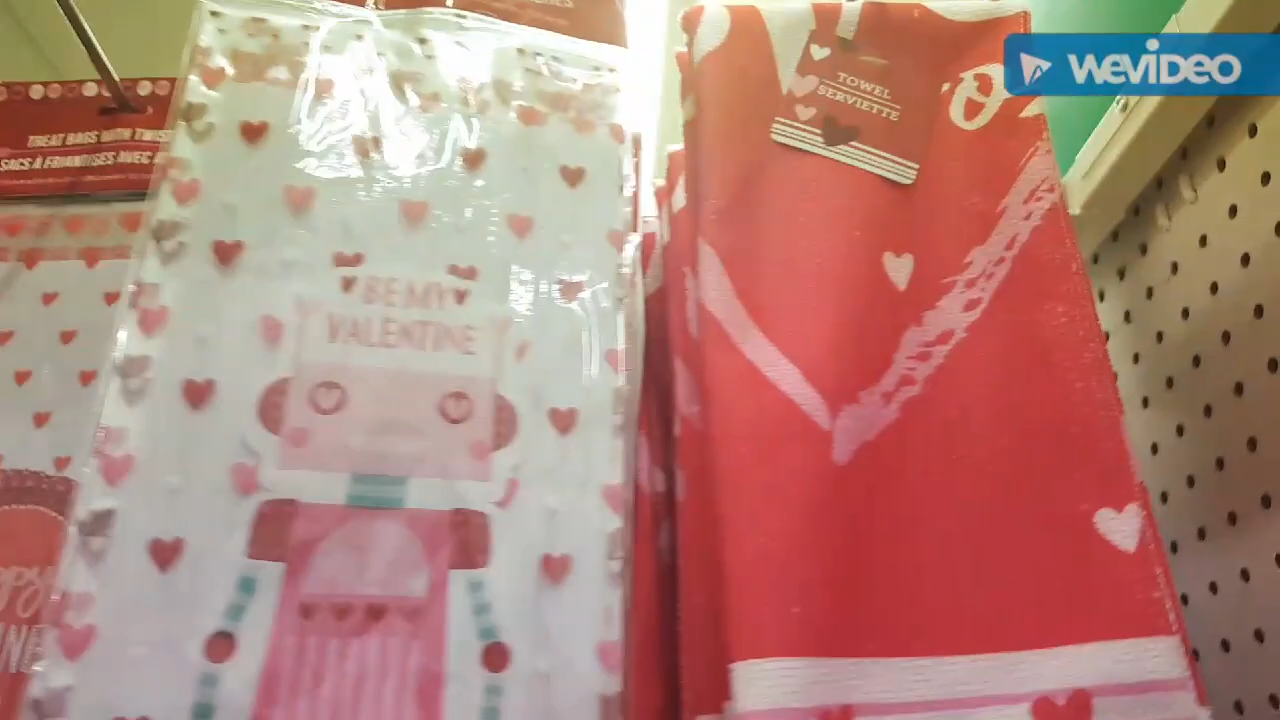 TREAT BAGS WITH TWIST
SACS À FRIANDISES AVEC
BE MY
VALENTINE
TOWEL
SERVIETTE
WEVIDEO